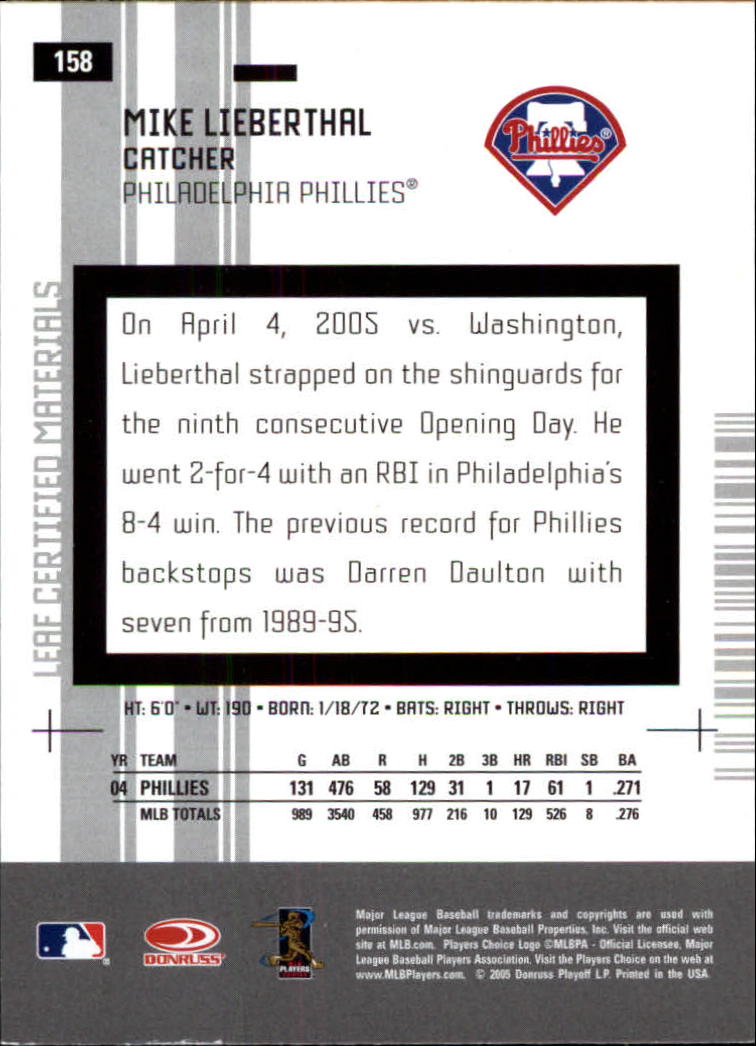 158
MIKE LIEBERTHAL
CATCHER
PHILADELPHIA PHILLIES®
Phillies®
LEAF CERTIFIED MATERIALS
On April 4, 2005 vs. Washington,
Lieberthal strapped on the shinguards for
the ninth consecutive Opening Day. He
went 2-for-4 with an RBI in Philadelphia's
8-4 win. The previous record for Phillies
backstops was Darren Daulton with
seven from 1989-95.
HT: 6'0" • WT: 190 • BORN: 1/18/72 • BATS: RIGHT • THROWS: RIGHT
YR TEAM G AB R H 2B 3B HR RBI SB BA
04 PHILLIES 131 476 58 129 31 1 17 61 1 .271
MLB TOTALS 989 3540 458 977 216 10 129 526 8 .276
DONRUSS®
PLAYERS
Major League Baseball trademarks and copyrights are used with
permission of Major League Baseball Properties, Inc. Visit the official web
site at MLB.com. Players Choice Logo ©MLBPA - Official Licensee, Major
League Baseball Players Association. Visit the Players Choice on the web at
www.MLBPlayers.com. © 2005 Donruss Playoff L.P. Printed in the USA